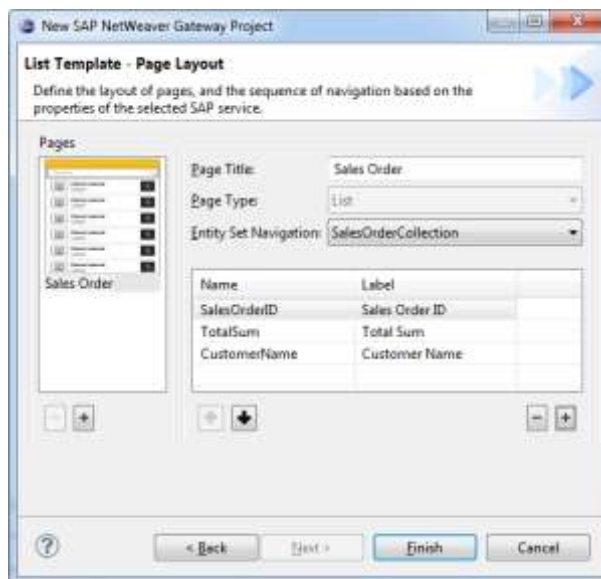 New SAP NetWeaver Gateway Project
List Template - Page Layout
Define the layout of pages, and the sequence of navigation based on the
properties of the selected SAP service.
Pages
Sales Order
Page Title: Sales Order
Page Type: List
Entity Set Navigation: SalesOrderCollection
Name Label
SalesOrderID Sales Order ID
TotalSum Total Sum
CustomerName Customer Name
< Back Next > Finish Cancel